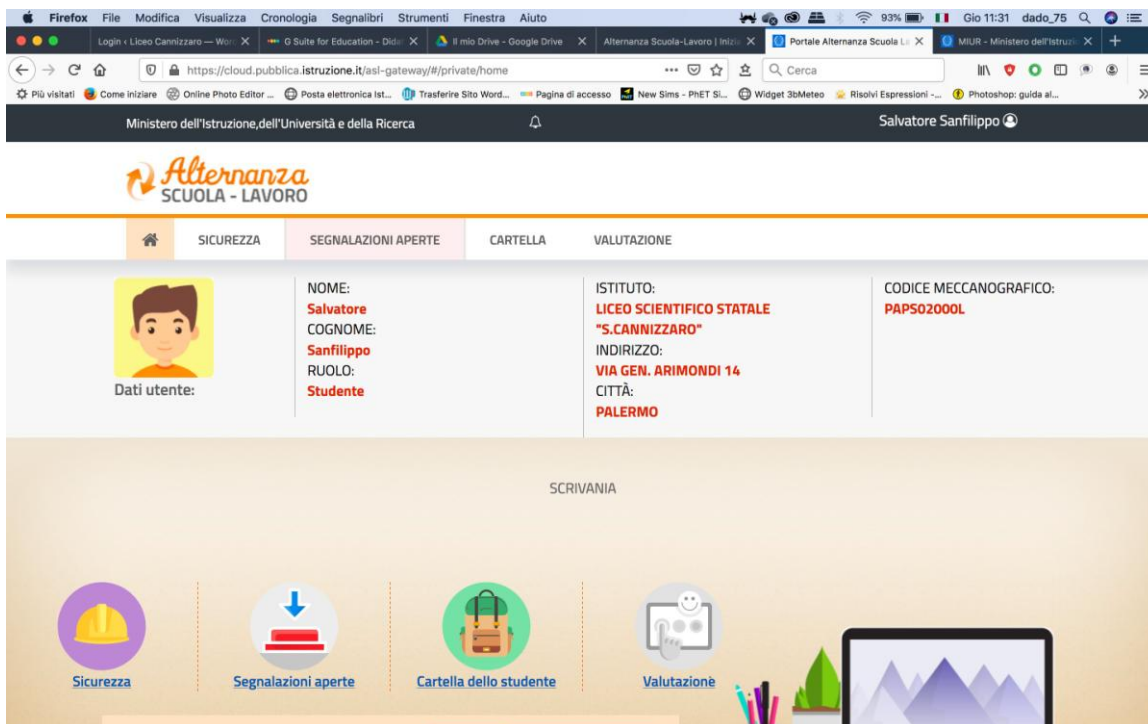 Firefox File Modifica Visualizza Cronologia Segnalibri Strumenti Finestra Aiuto 93% Gio 11:31 dado_75
Login ‹ Liceo Cannizzaro — Wor G Suite for Education - Dida Il mio Drive - Google Drive Alternanza Scuola-Lavoro | Inizi Portale Alternanza Scuola La MIUR - Ministero dell'Istruzio
https://cloud.pubblica.istruzione.it/asl-gateway/#/private/home Cerca
Più visitati Come iniziare Online Photo Editor ... Posta elettronica Ist... Trasferire Sito Word... Pagina di accesso New Sims - PhET Si... Widget 3bMeteo Risolvi Espressioni -... Photoshop: guida al...
Ministero dell'Istruzione,dell'Università e della Ricerca Salvatore Sanfilippo
Alternanza
SCUOLA - LAVORO
SICUREZZA SEGNALAZIONI APERTE CARTELLA VALUTAZIONE
Dati utente:
NOME:
Salvatore
COGNOME:
Sanfilippo
RUOLO:
Studente
ISTITUTO:
LICEO SCIENTIFICO STATALE
"S.CANNIZZARO"
INDIRIZZO:
VIA GEN. ARIMONDI 14
CITTÀ:
PALERMO
CODICE MECCANOGRAFICO:
PAPS02000L
SCRIVANIA
Sicurezza Segnalazioni aperte Cartella dello studente Valutazione